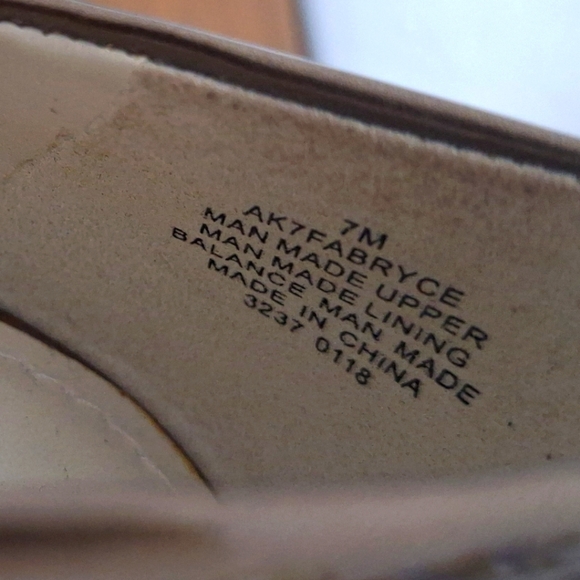 7M
AK7FABRYCE
MAN MADE UPPER
MAN MADE LINING
BALANCE MAN MADE
MADE IN CHINA
3237 0118